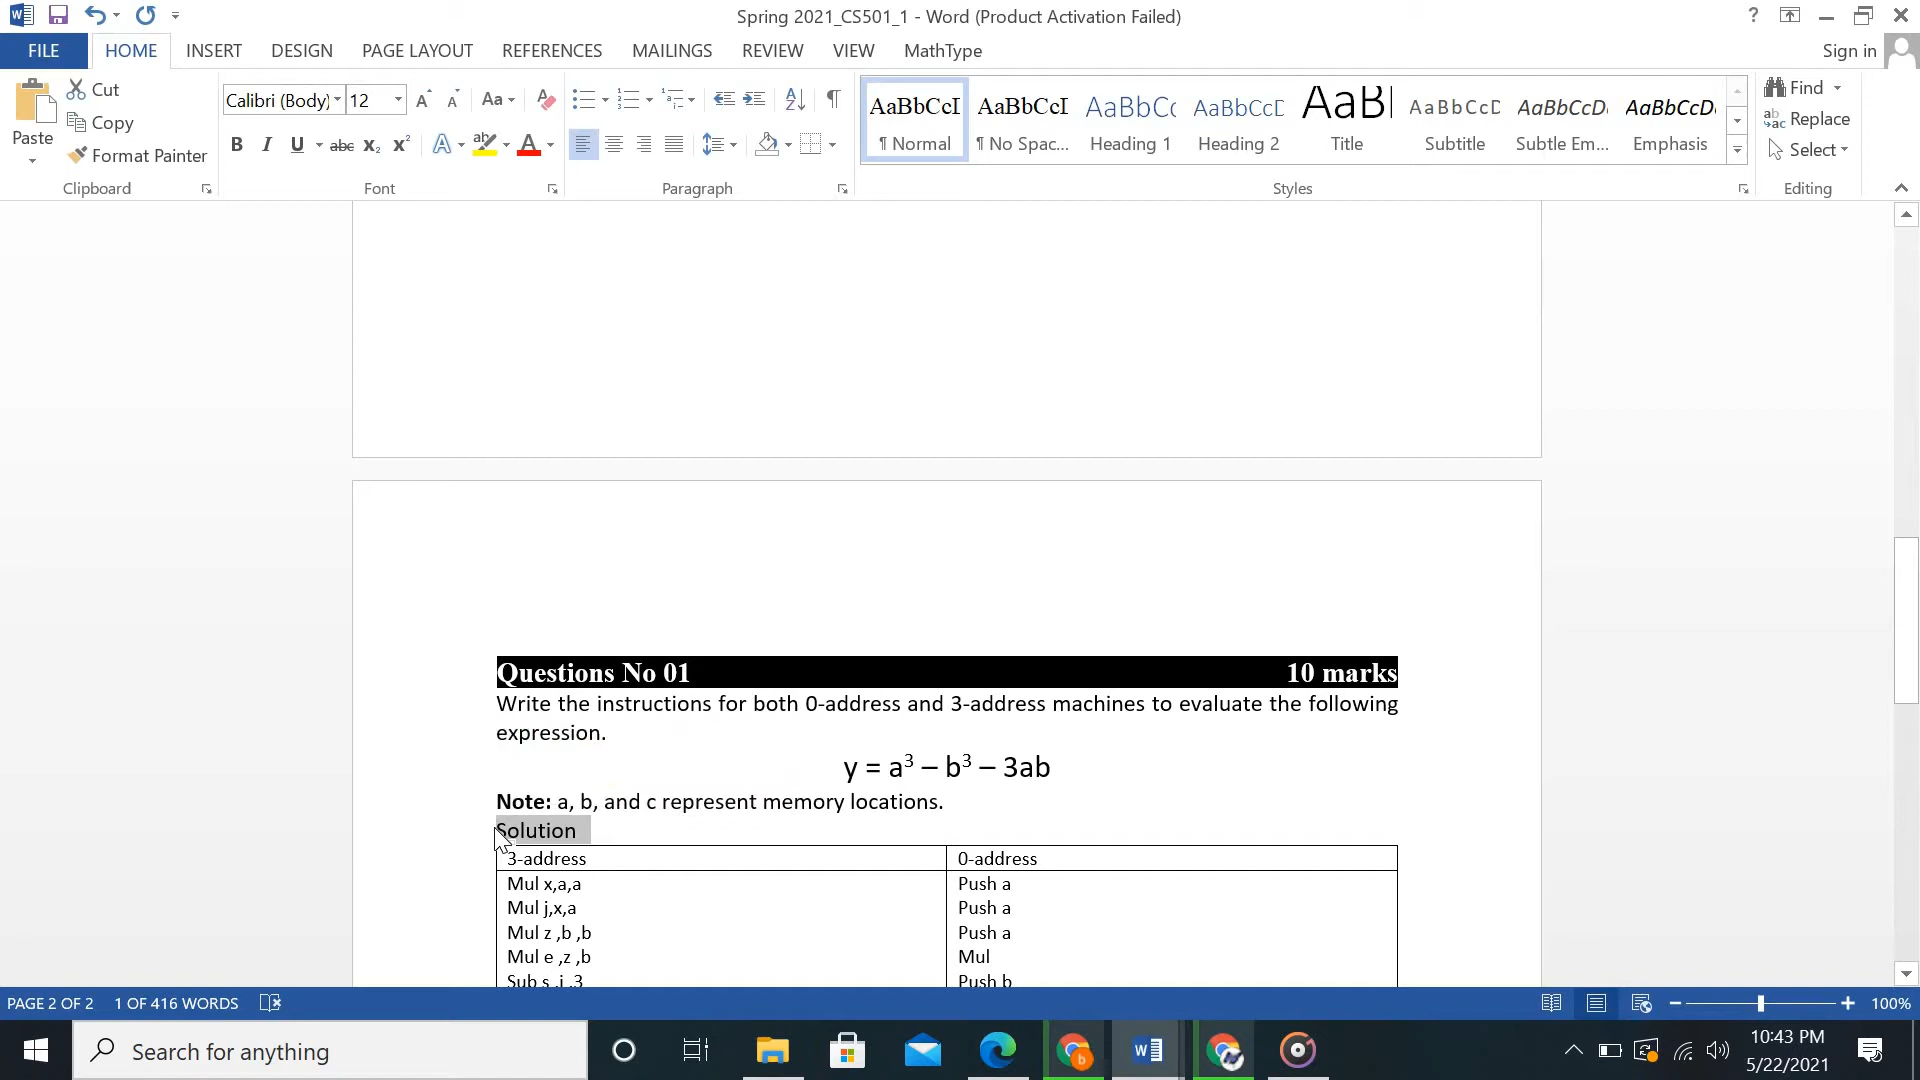 Spring 2021_CS501_1 - Word (Product Activation Failed)
FILE HOME INSERT DESIGN PAGE LAYOUT REFERENCES MAILINGS REVIEW VIEW MathType Sign in
Paste
Cut
Copy
Format Painter
Clipboard
Calibri (Body) 12
Font
Paragraph
AaBbCcI AaBbCcI AaBbCc AaBbCcD AaB AaBbCcD AaBbCcD AaBbCcD
¶ Normal ¶ No Spac... Heading 1 Heading 2 Title Subtitle Subtle Em... Emphasis
Styles
Find
Replace
Select
Editing
Questions No 01 10 marks
Write the instructions for both 0-address and 3-address machines to evaluate the following
expression.
y = a³ – b³ – 3ab
Note: a, b, and c represent memory locations.
Solution
3-address 0-address
Mul x,a,a Push a
Mul j,x,a Push a
Mul z ,b ,b Push a
Mul e ,z ,b Mul
Sub s ,j ,3 Push b
PAGE 2 OF 2 1 OF 416 WORDS 100%
Search for anything
10:43 PM
5/22/2021